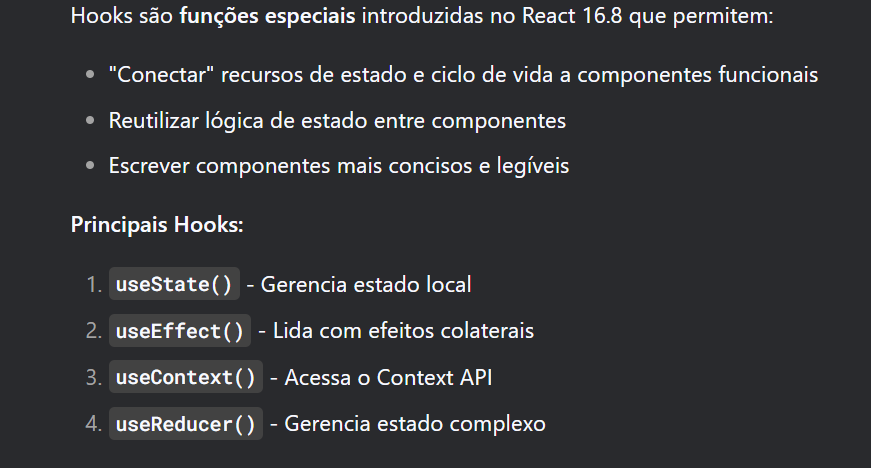 Hooks são funções especiais introduzidas no React 16.8 que permitem:
• "Conectar" recursos de estado e ciclo de vida a componentes funcionais
• Reutilizar lógica de estado entre componentes
• Escrever componentes mais concisos e legíveis
Principais Hooks:
1. useState() - Gerencia estado local
2. useEffect() - Lida com efeitos colaterais
3. useContext() - Acessa o Context API
4. useReducer() - Gerencia estado complexo